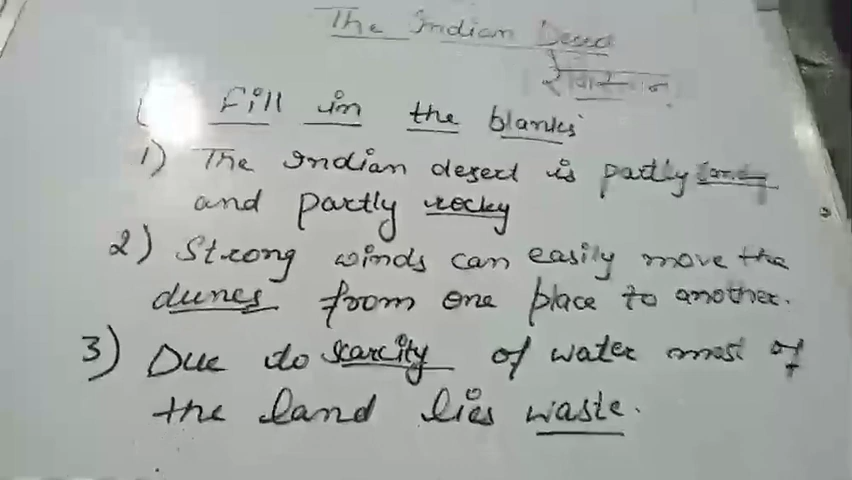 The Indian Desert
रेगिस्तान
Fill in the blanks
1) The Indian desert is partly sandy
and partly rocky
2) Strong winds can easily move the
dunes from one place to another.
3) Due to scarcity of water most of
the land lies waste.